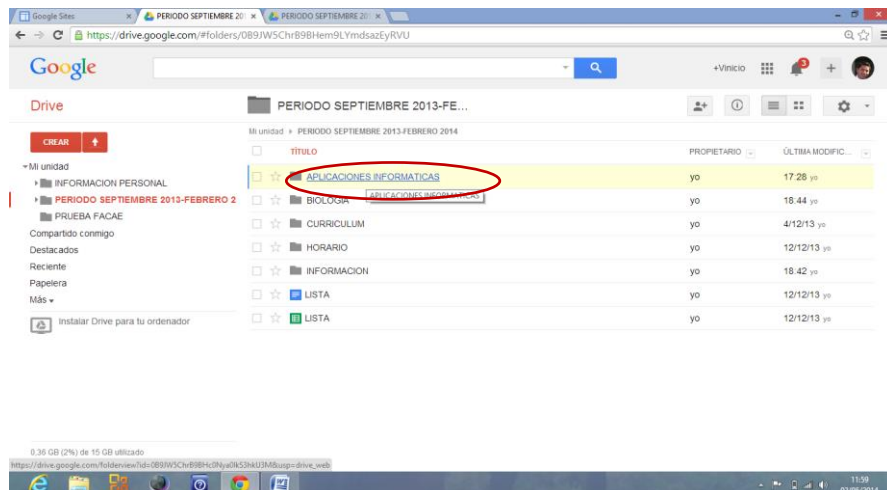 Google Sites
PERIODO SEPTIEMBRE 201
PERIODO SEPTIEMBRE 201
https://drive.google.com/#folders/0B9JW5ChrB9BHem9LYmdsazEyRVU
Google
+Vinicio
Drive
PERIODO SEPTIEMBRE 2013-FE...
CREAR
Mi unidad
INFORMACION PERSONAL
PERIODO SEPTIEMBRE 2013-FEBRERO 2
PRUEBA FACAE
Compartido conmigo
Destacados
Reciente
Papelera
Más
Instalar Drive para tu ordenador
Mi unidad PERIODO SEPTIEMBRE 2013-FEBRERO 2014
TÍTULO PROPIETARIO ÚLTIMA MODIFIC...
APLICACIONES INFORMATICAS yo 17:28 yo
APLICACIONES INFORMATICAS
BIOLOGIA yo 18:44 yo
CURRICULUM yo 4/12/13 yo
HORARIO yo 12/12/13 yo
INFORMACION yo 18:42 yo
LISTA yo 12/12/13 yo
LISTA yo 12/12/13 yo
0,36 GB (2%) de 15 GB utilizado
11:59